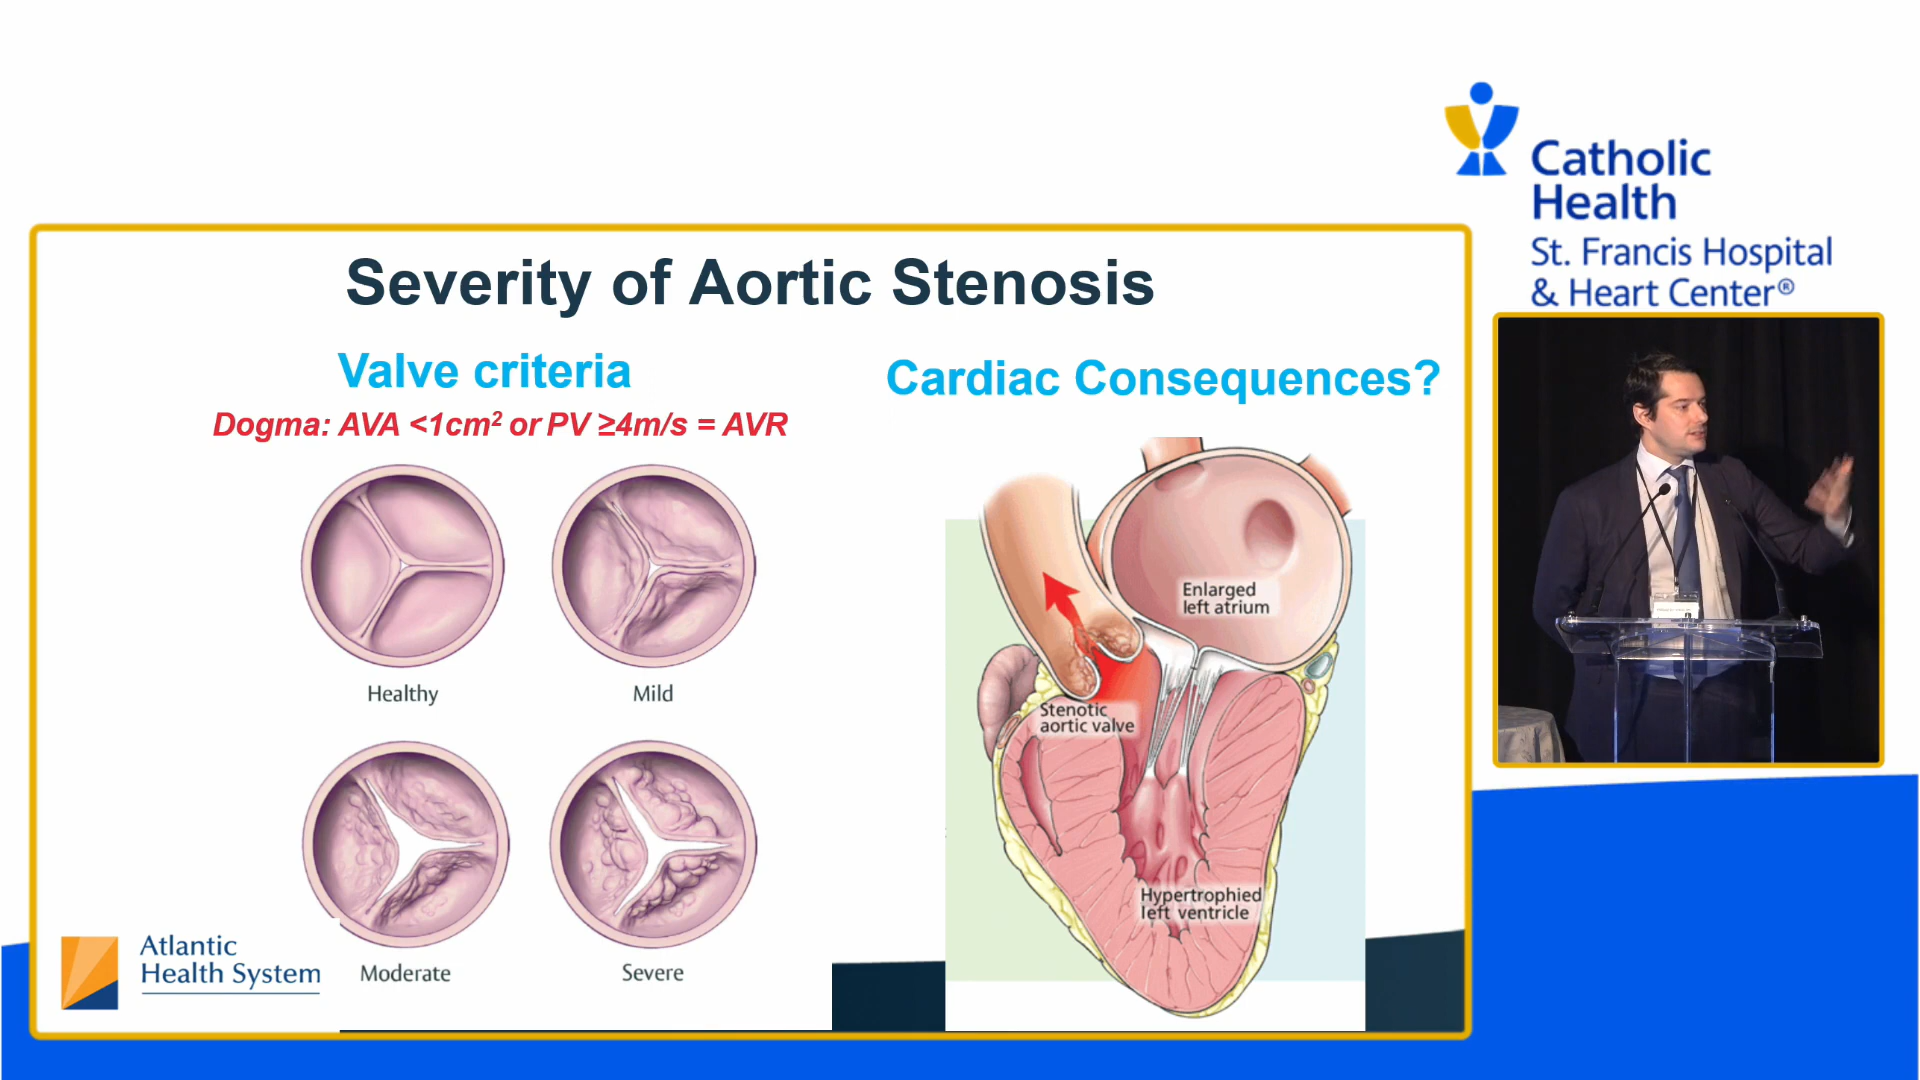 Catholic
Health
St. Francis Hospital
& Heart Center®
Severity of Aortic Stenosis
Valve criteria
Dogma: AVA <1cm² or PV ≥4m/s = AVR
Healthy
Mild
Moderate
Severe
Cardiac Consequences?
Enlarged
left atrium
Stenotic
aortic valve
Hypertrophied
left ventricle
Atlantic
Health System